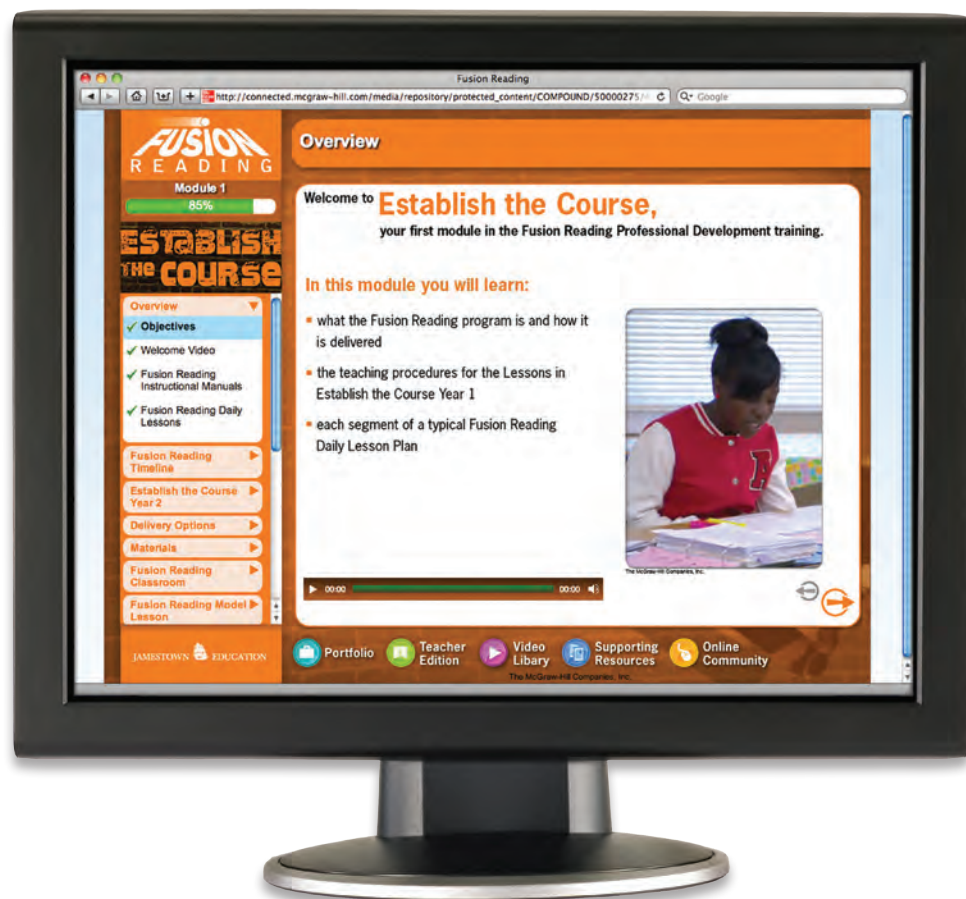 Fusion Reading
http://connected.mcgraw-hill.com/media/repository/protected_content/COMPOUND/50000275/
Google
FUSION
READING
Module 1
85%
ESTABLISH
THE COURSE
Overview
Objectives
Welcome Video
Fusion Reading
Instructional Manuals
Fusion Reading Daily
Lessons
Fusion Reading
Timeline
Establish the Course
Year 2
Delivery Options
Materials
Fusion Reading
Classroom
Fusion Reading Model
Lesson
JAMESTOWN EDUCATION
Overview
Welcome to Establish the Course,
your first module in the Fusion Reading Professional Development training.
In this module you will learn:
what the Fusion Reading program is and how it
is delivered
the teaching procedures for the Lessons in
Establish the Course Year 1
each segment of a typical Fusion Reading
Daily Lesson Plan
A
The McGraw-Hill Companies, Inc.
00:00 00:00
Portfolio
Teacher
Edition
Video
Libary
Supporting
Resources
Online
Community
The McGraw-Hill Companies, Inc.